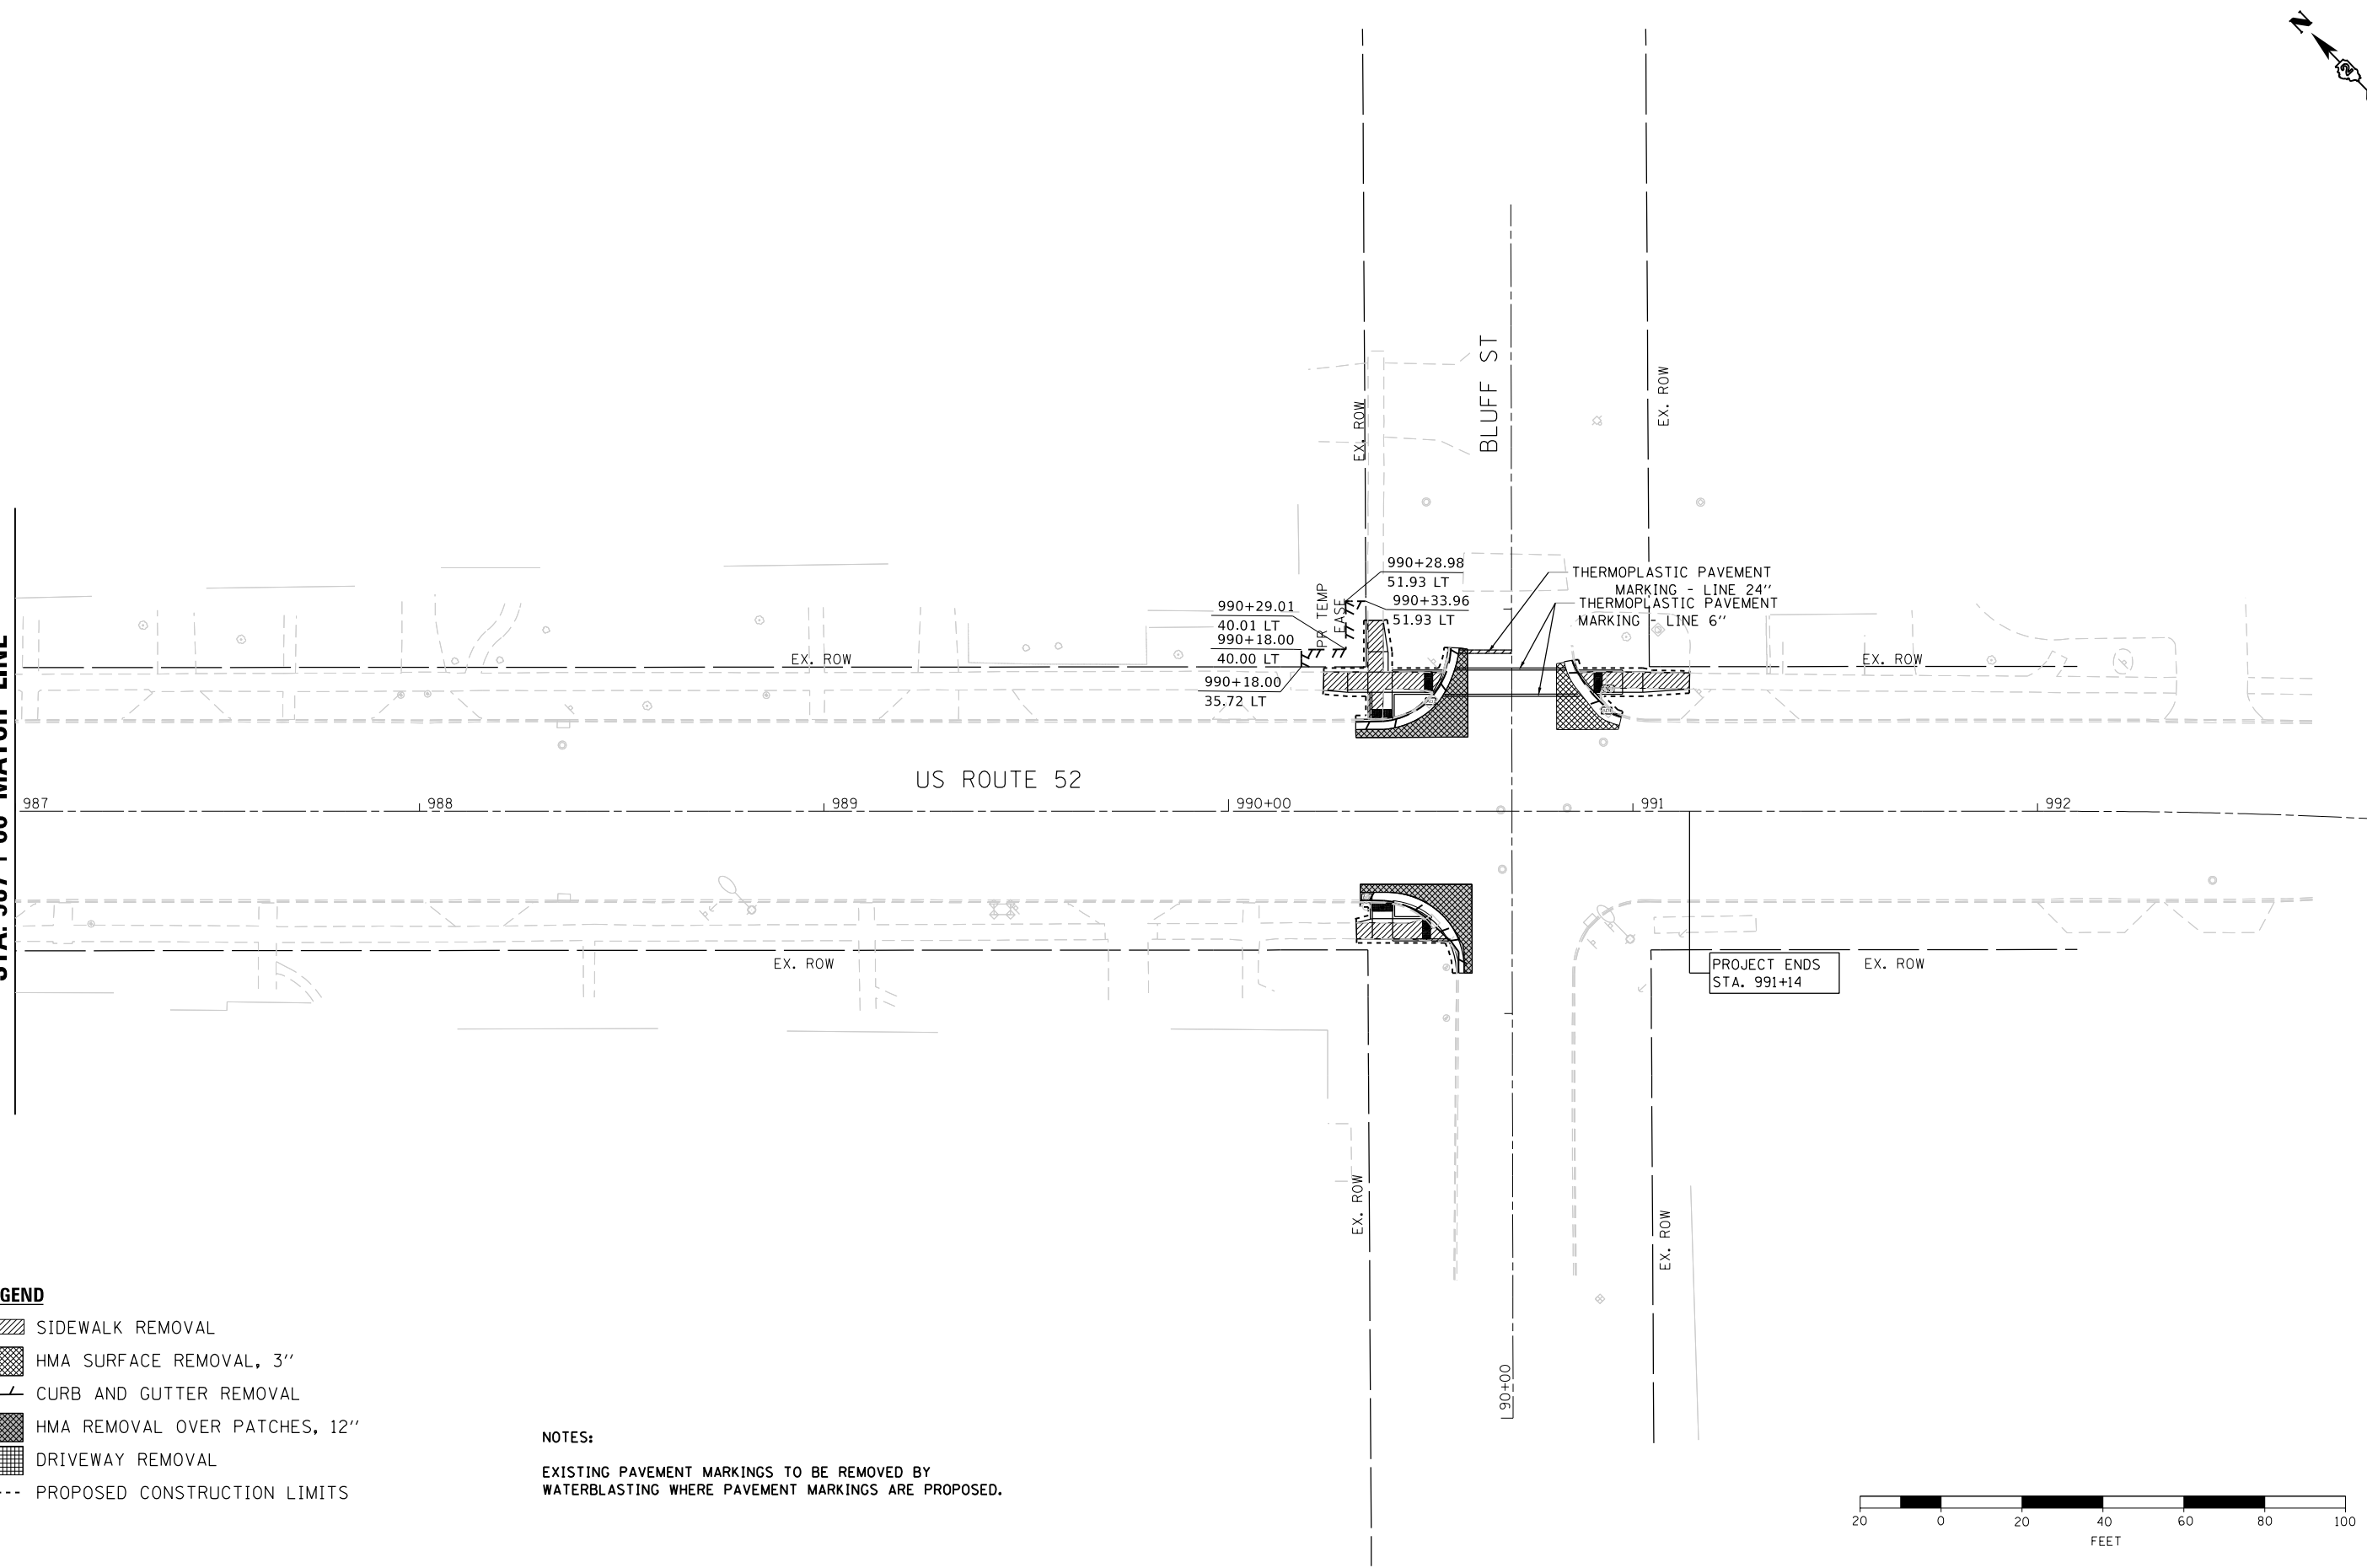 N
2
BLUFF ST
EX. ROW
EX. ROW
990+28.98
51.93 LT
990+33.96
51.93 LT
990+29.01
40.01 LT
990+18.00
40.00 LT
990+18.00
35.72 LT
PR TEMP
EASE
THERMOPLASTIC PAVEMENT
MARKING - LINE 24"
THERMOPLASTIC PAVEMENT
MARKING - LINE 6"
EX. ROW
EX. ROW
MATCH LINE
US ROUTE 52
987
988
989
990+00
991
992
EX. ROW
EX. ROW
PROJECT ENDS
STA. 991+14
EX. ROW
EX. ROW
90+00
GEND
SIDEWALK REMOVAL
HMA SURFACE REMOVAL, 3"
CURB AND GUTTER REMOVAL
HMA REMOVAL OVER PATCHES, 12"
DRIVEWAY REMOVAL
PROPOSED CONSTRUCTION LIMITS
NOTES:
EXISTING PAVEMENT MARKINGS TO BE REMOVED BY
WATERBLASTING WHERE PAVEMENT MARKINGS ARE PROPOSED.
20 0 20 40 60 80 100
FEET